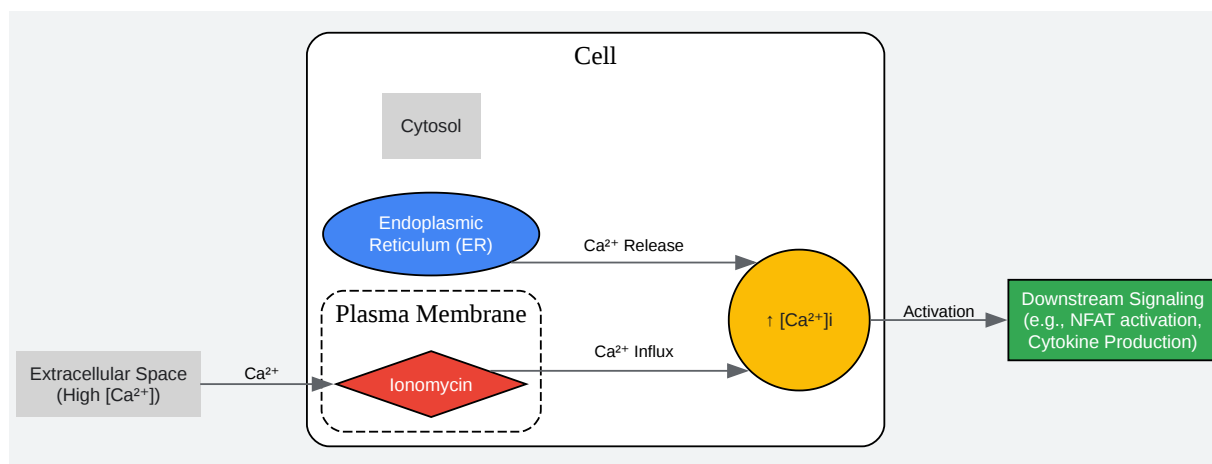 Cell
Cytosol
Endoplasmic
Reticulum (ER)
Ca²⁺ Release
Plasma Membrane
Ionomycin
Ca²⁺ Influx
Extracellular Space
(High [Ca²⁺])
Ca²⁺
↑ [Ca²⁺]i
Activation
Downstream Signaling
(e.g., NFAT activation,
Cytokine Production)